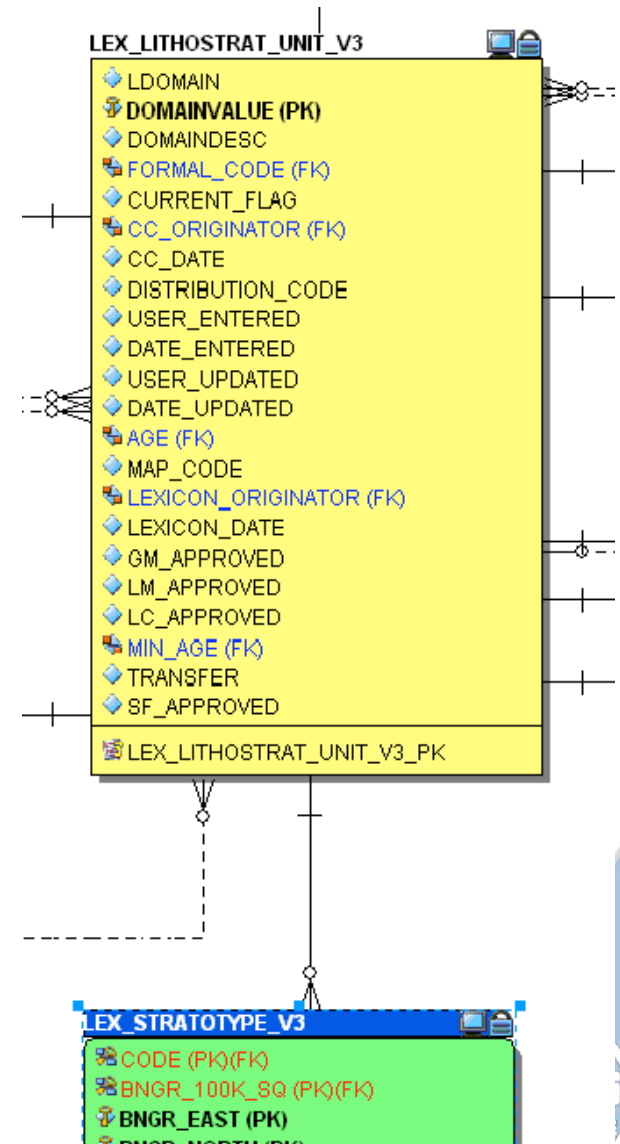 LEX_LITHOSTRAT_UNIT_V3
LDOMAIN
DOMAINVALUE (PK)
DOMAINDESC
FORMAL_CODE (FK)
CURRENT_FLAG
CC_ORIGINATOR (FK)
CC_DATE
DISTRIBUTION_CODE
USER_ENTERED
DATE_ENTERED
USER_UPDATED
DATE_UPDATED
AGE (FK)
MAP_CODE
LEXICON_ORIGINATOR (FK)
LEXICON_DATE
GM_APPROVED
LM_APPROVED
LC_APPROVED
MIN_AGE (FK)
TRANSFER
SF_APPROVED
LEX_LITHOSTRAT_UNIT_V3_PK
LEX_STRATOTYPE_V3
CODE (PK)(FK)
BNGR_100K_SQ (PK)(FK)
BNGR_EAST (PK)
BNGR_NORTH (PK)